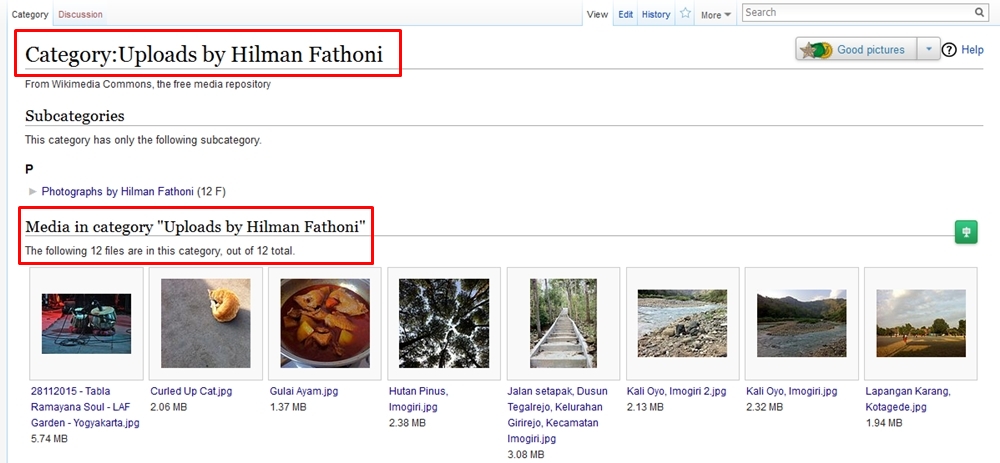 Category
Discussion
View
Edit
History
More
Search
Category:Uploads by Hilman Fathoni
Good pictures
Help
From Wikimedia Commons, the free media repository
Subcategories
This category has only the following subcategory.
P
Photographs by Hilman Fathoni (12 F)
Media in category "Uploads by Hilman Fathoni"
The following 12 files are in this category, out of 12 total.
28112015 - Tabla
Ramayana Soul - LAF
Garden - Yogyakarta.jpg
5.74 MB
Curled Up Cat.jpg
2.06 MB
Gulai Ayam.jpg
1.37 MB
Hutan Pinus,
Imogiri.jpg
2.38 MB
Jalan setapak, Dusun
Tegalrejo, Kelurahan
Girirejo, Kecamatan
Imogiri.jpg
3.08 MB
Kali Oyo, Imogiri 2.jpg
2.13 MB
Kali Oyo, Imogiri.jpg
2.32 MB
Lapangan Karang,
Kotagede.jpg
1.94 MB